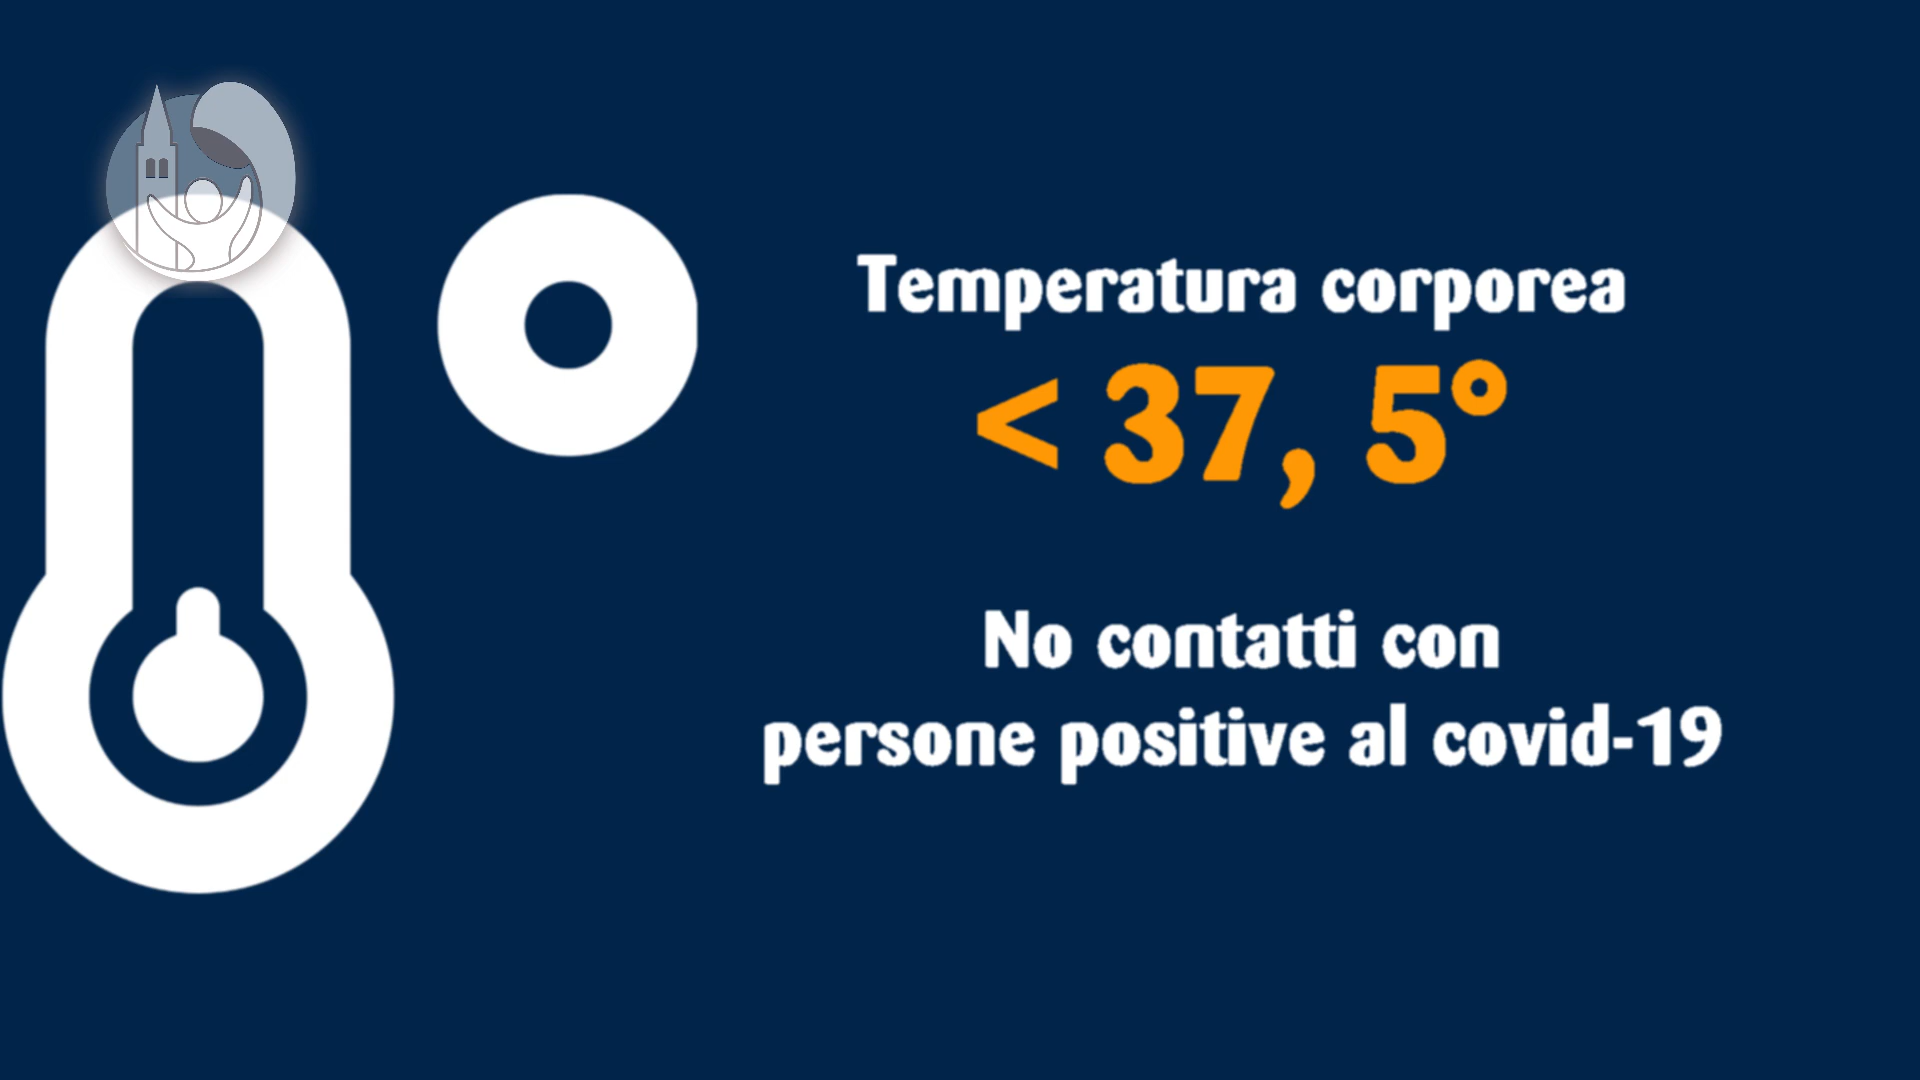 Temperatura corporea
< 37, 5°
No contatti con
persone positive al covid-19